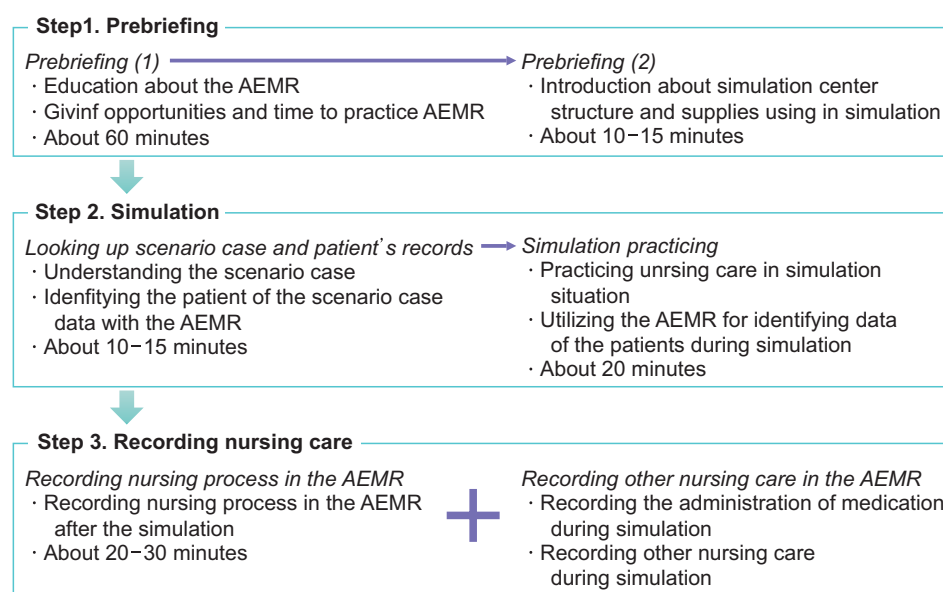 Step1. Prebriefing
Prebriefing (1)
· Education about the AEMR
· Givinf opportunities and time to practice AEMR
· About 60 minutes
Prebriefing (2)
· Introduction about simulation center
structure and supplies using in simulation
· About 10−15 minutes
Step 2. Simulation
Looking up scenario case and patient's records
· Understanding the scenario case
· Idenfitying the patient of the scenario case
data with the AEMR
· About 10−15 minutes
Simulation practicing
· Practicing unrsing care in simulation
situation
· Utilizing the AEMR for identifying data
of the patients during simulation
· About 20 minutes
Step 3. Recording nursing care
Recording nursing process in the AEMR
· Recording nursing process in the AEMR
after the simulation
· About 20−30 minutes
Recording other nursing care in the AEMR
· Recording the administration of medication
during simulation
· Recording other nursing care
during simulation